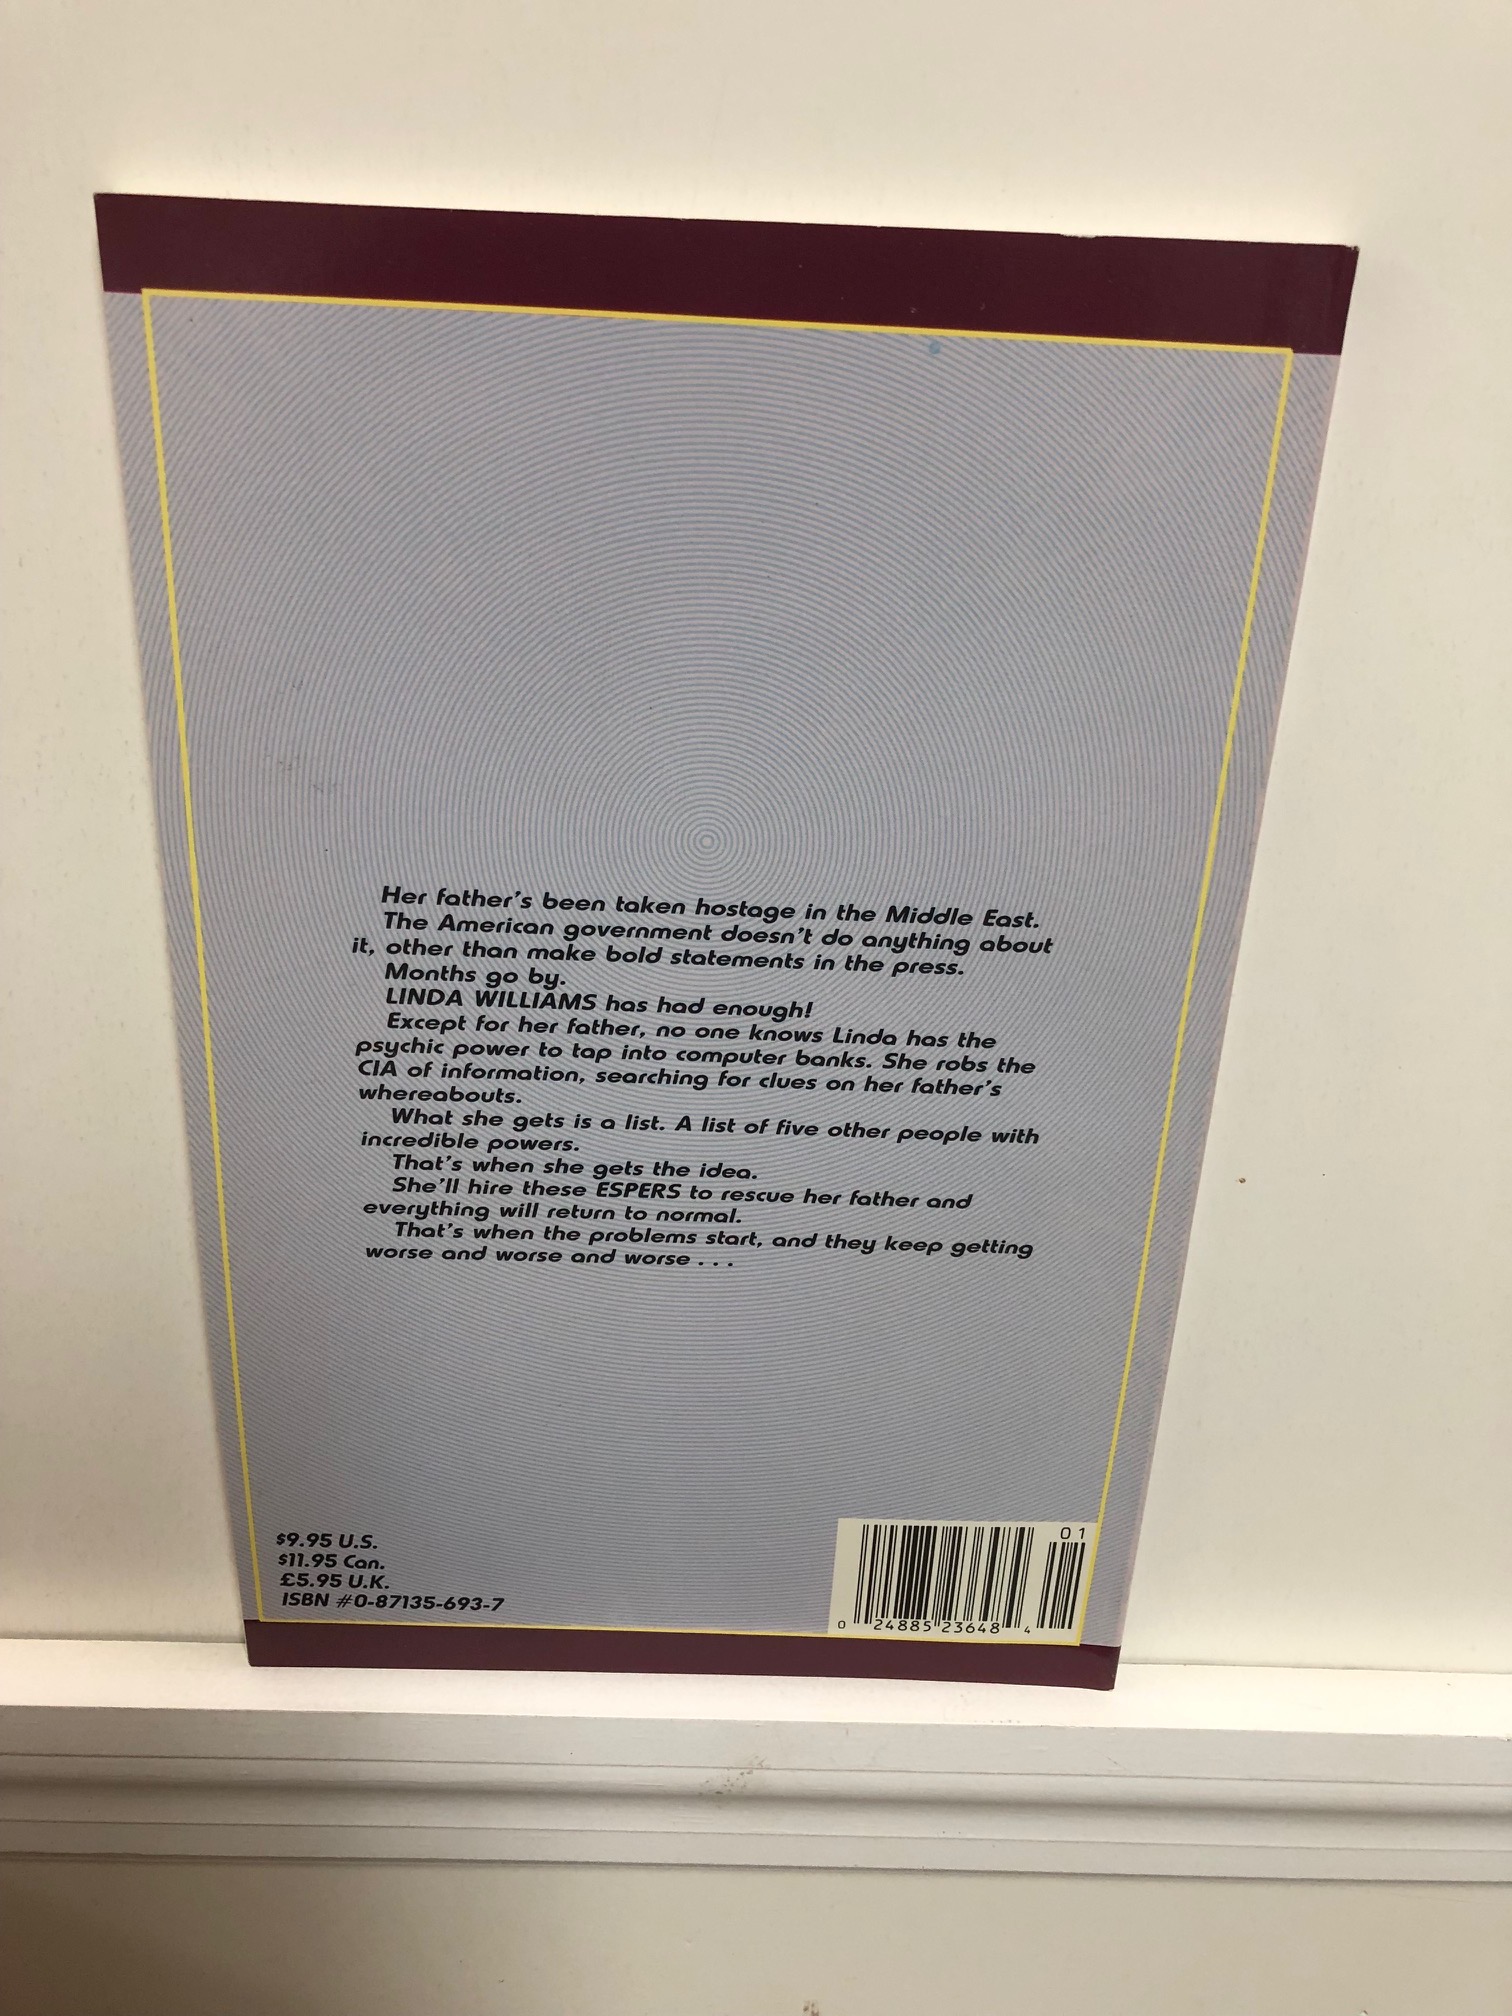 Her father's been taken hostage in the Middle East.
The American government doesn't do anything about
it, other than make bold statements in the press.
Months go by.
LINDA WILLIAMS has had enough!
Except for her father, no one knows Linda has the
psychic power to tap into computer banks. She robs the
CIA of information, searching for clues on her father's
whereabouts.
What she gets is a list. A list of five other people with
incredible powers.
That's when she gets the idea.
She'll hire these ESPERS to rescue her father and
everything will return to normal.
That's when the problems start, and they keep getting
worse and worse and worse . . .
$9.95 U.S.
$11.95 Can.
£5.95 U.K.
ISBN #0-87135-693-7
01
0 24885 23648 4